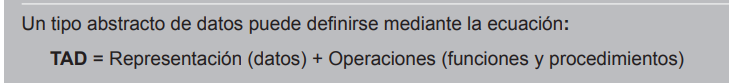 Un tipo abstracto de datos puede definirse mediante la ecuación:
TAD = Representación (datos) + Operaciones (funciones y procedimientos)